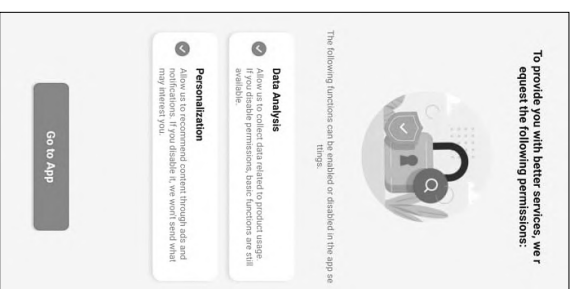 To provide you with better services, we r
equest the following permissions:
The following functions can be enabled or disabled in the app se
ttings.
Data Analysis
Allow us to collect data related to product usage.
If you disable permissions, basic functions are still
available.
Personalization
Allow us to recommend content through ads and
notifications. If you disable it, we won't send what
may interest you.
Go to App